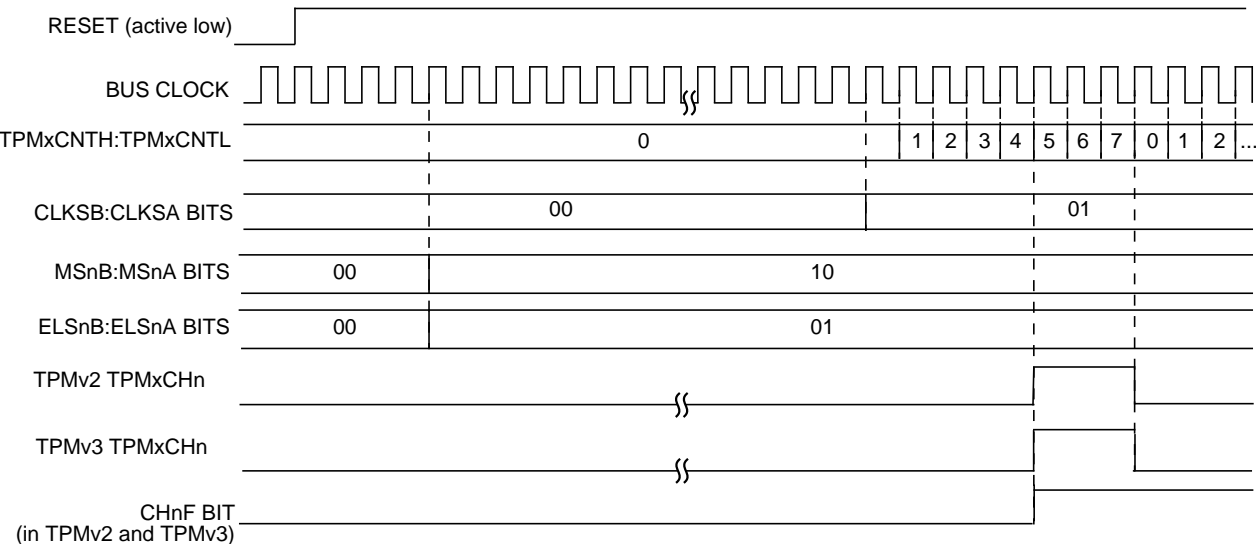 RESET (active low)
BUS CLOCK
TPMxCNTH:TPMxCNTL 0 1 2 3 4 5 6 7 0 1 2 ...
CLKSB:CLKSA BITS 00 01
MSnB:MSnA BITS 00 10
ELSnB:ELSnA BITS 00 01
TPMv2 TPMxCHn
TPMv3 TPMxCHn
CHnF BIT
(in TPMv2 and TPMv3)